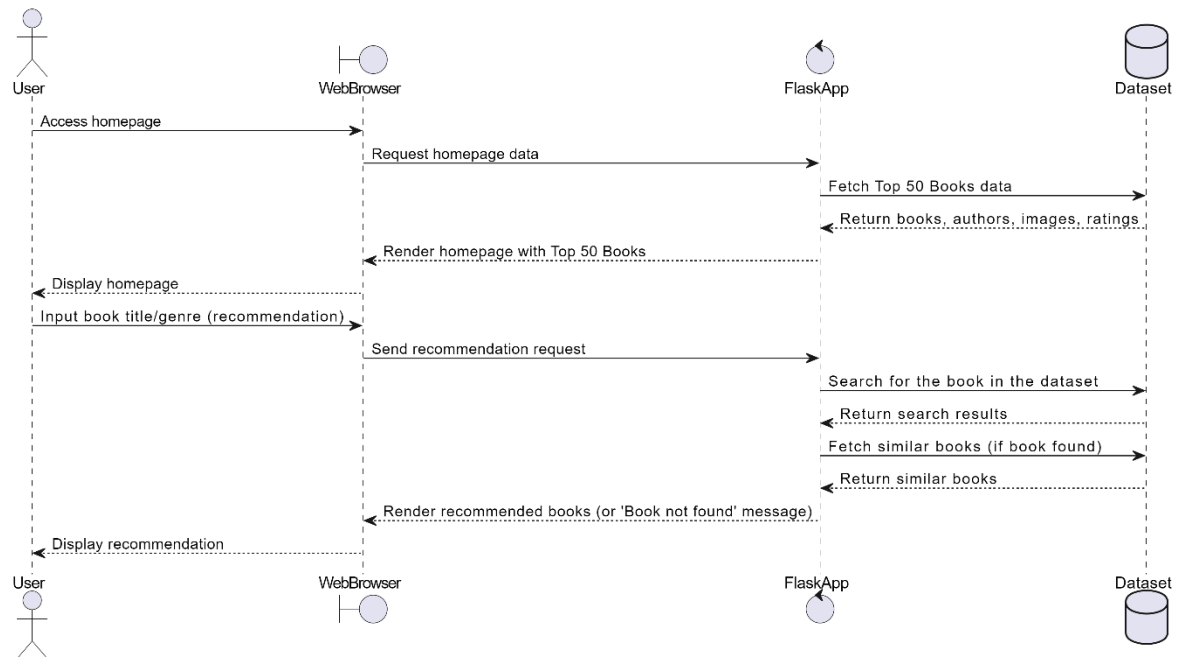 User
WebBrowser
FlaskApp
Dataset
Access homepage
Request homepage data
Fetch Top 50 Books data
Return books, authors, images, ratings
Render homepage with Top 50 Books
Display homepage
Input book title/genre (recommendation)
Send recommendation request
Search for the book in the dataset
Return search results
Fetch similar books (if book found)
Return similar books
Render recommended books (or 'Book not found' message)
Display recommendation
User
WebBrowser
FlaskApp
Dataset